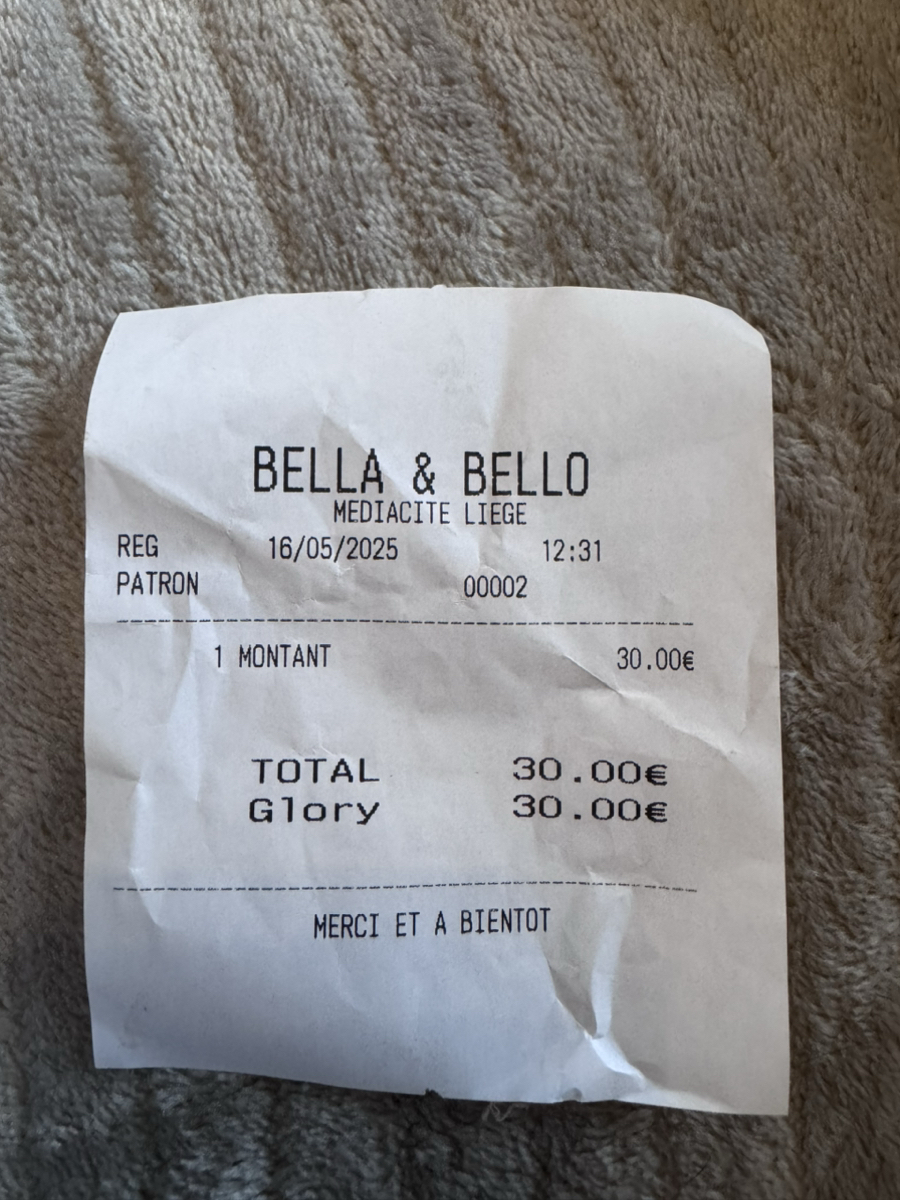 BELLA & BELLO
MEDIACITE LIEGE
REG 16/05/2025 12:31
PATRON 00002
1 MONTANT 30.00€
TOTAL 30.00€
Glory 30.00€
MERCI ET A BIENTOT